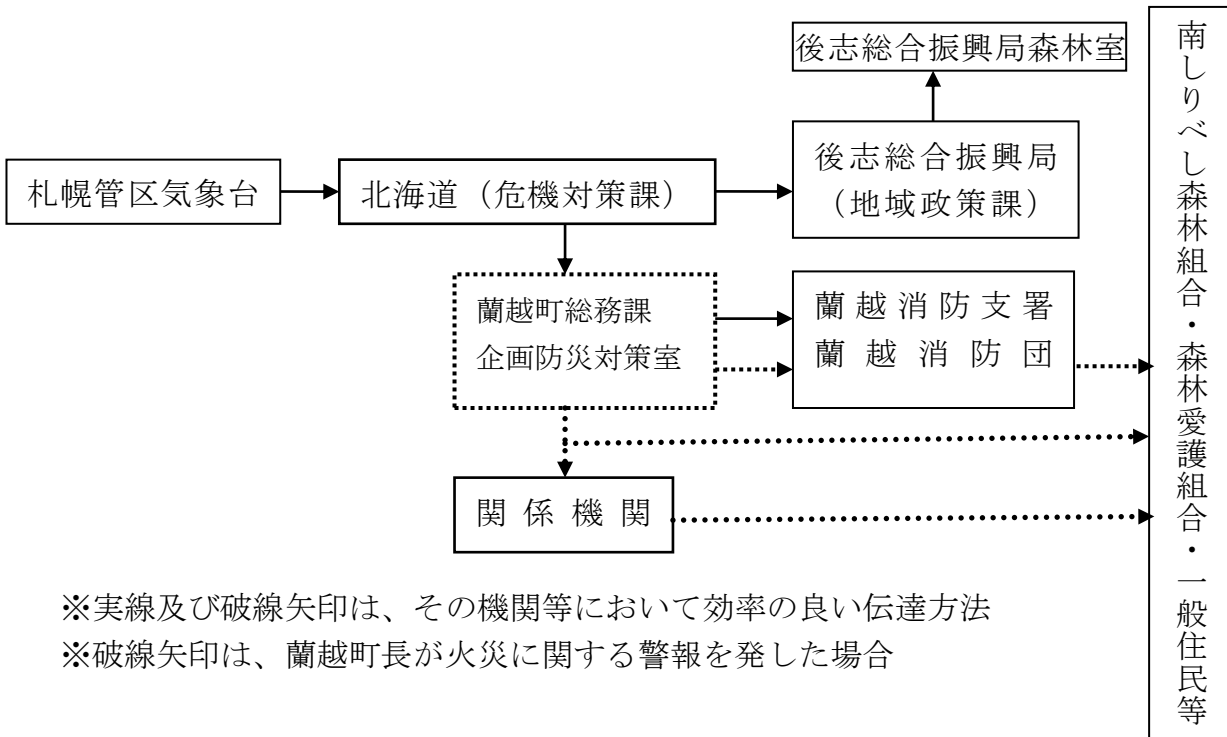 後志総合振興局森林室
後志総合振興局
（地域政策課）
札幌管区気象台
北海道（危機対策課）
蘭越町総務課
企画防災対策室
蘭越消防支署
蘭越消防団
関係機関
南しりべし森林組合・森林愛護組合・一般住民等
※実線及び破線矢印は、その機関等において効率の良い伝達方法
※破線矢印は、蘭越町長が火災に関する警報を発した場合